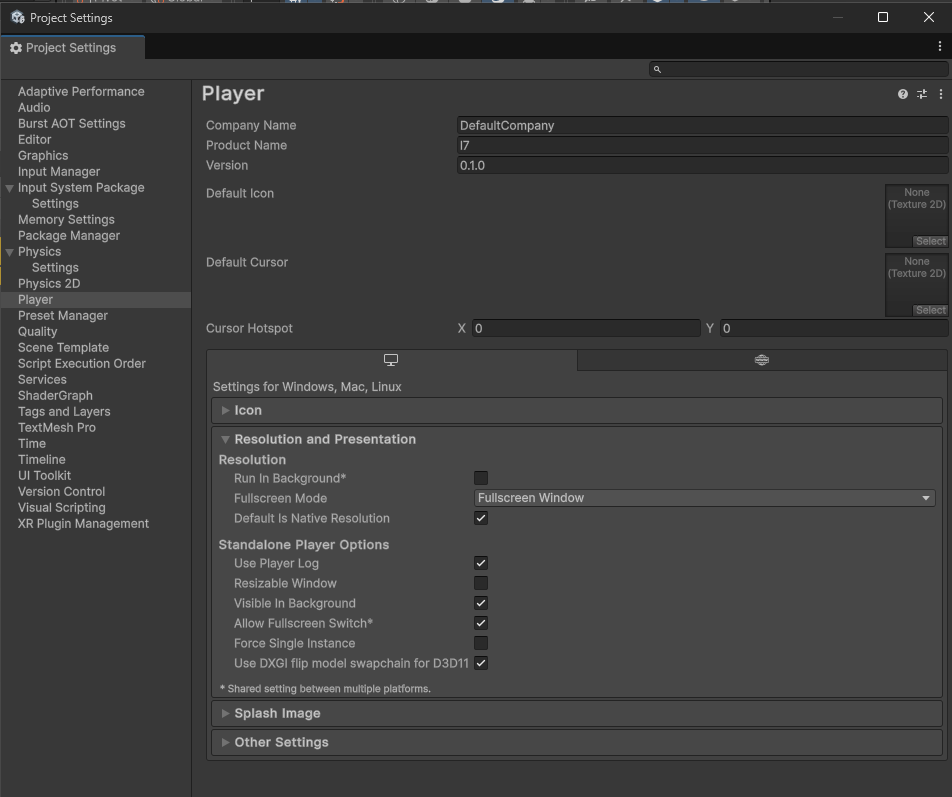 Project Settings
Project Settings
Adaptive Performance
Audio
Burst AOT Settings
Editor
Graphics
Input Manager
Input System Package
Settings
Memory Settings
Package Manager
Physics
Settings
Physics 2D
Player
Preset Manager
Quality
Scene Template
Script Execution Order
Services
ShaderGraph
Tags and Layers
TextMesh Pro
Time
Timeline
UI Toolkit
Version Control
Visual Scripting
XR Plugin Management
Player
Company Name DefaultCompany
Product Name I7
Version 0.1.0
Default Icon None
(Texture 2D)
Select
Default Cursor None
(Texture 2D)
Select
Cursor Hotspot X 0 Y 0
Settings for Windows, Mac, Linux
Icon
Resolution and Presentation
Resolution
Run In Background*
Fullscreen Mode Fullscreen Window
Default Is Native Resolution
Standalone Player Options
Use Player Log
Resizable Window
Visible In Background
Allow Fullscreen Switch*
Force Single Instance
Use DXGI flip model swapchain for D3D11
* Shared setting between multiple platforms.
Splash Image
Other Settings